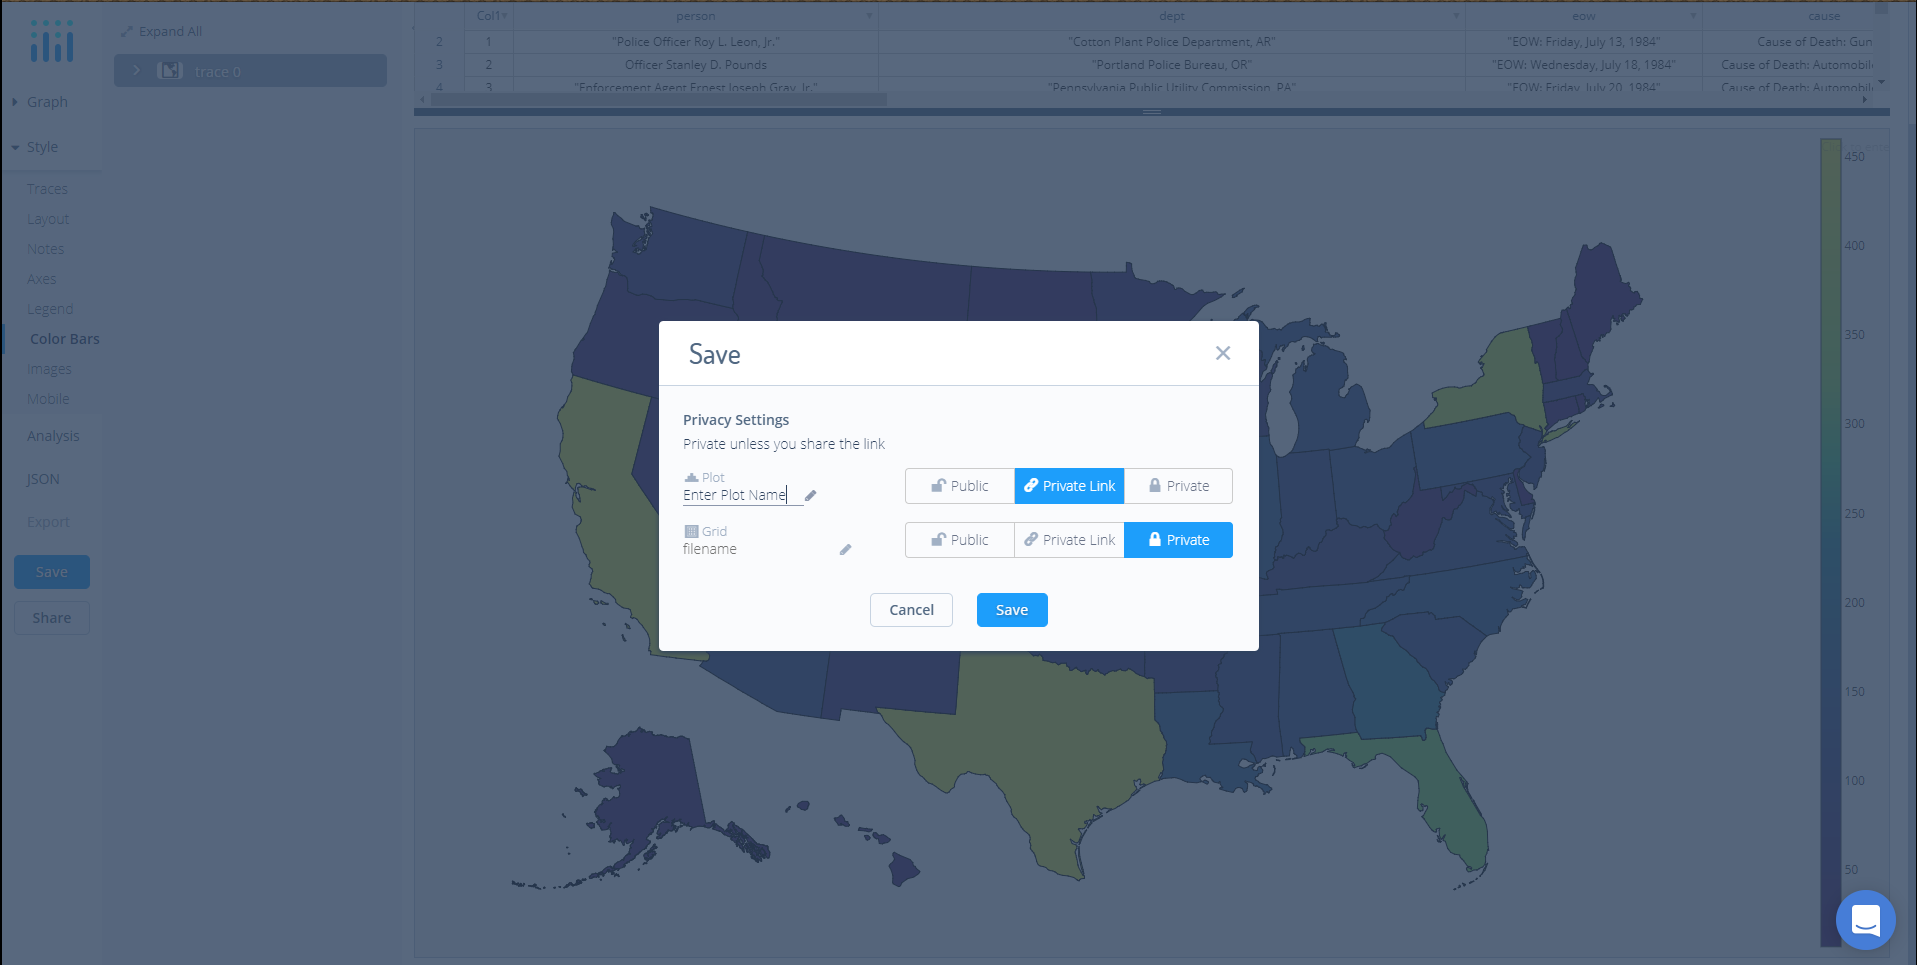 Expand All
trace 0
Graph
Style
Traces
Layout
Notes
Axes
Legend
Color Bars
Images
Mobile
Analysis
JSON
Export
Save
Share
Col1 person dept eow cause
2 1 "Police Officer Roy L. Leon, Jr." "Cotton Plant Police Department, AR" "EOW: Friday, July 13, 1984" Cause of Death: Gun
3 2 Officer Stanley D. Pounds "Portland Police Bureau, OR" "EOW: Wednesday, July 18, 1984" Cause of Death: Automobil
4 3 "Enforcement Agent Ernest Joseph Gray, Jr." "Pennsylvania Public Utility Commission, PA" "EOW: Friday, July 20, 1984" Cause of Death: Automobil
450
400
350
300
250
200
150
100
50
Save
Privacy Settings
Private unless you share the link
Plot
Enter Plot Name
Public Private Link Private
Grid
filename
Public Private Link Private
Cancel Save